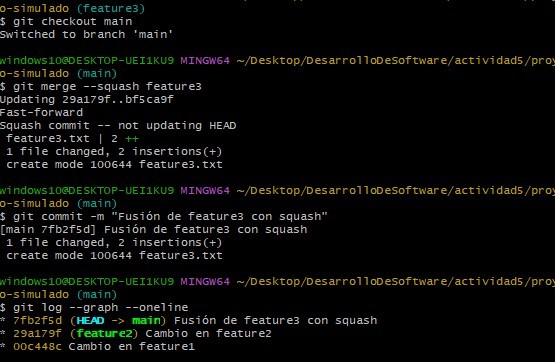 o-simulado (feature3)
$ git checkout main
Switched to branch 'main'
windows10@DESKTOP-UEI1KU9 MINGW64 ~/Desktop/DesarrolloDeSoftware/actividad5/proy
o-simulado (main)
$ git merge --squash feature3
Updating 29a179f..bf5ca9f
Fast-forward
Squash commit -- not updating HEAD
feature3.txt | 2 ++
1 file changed, 2 insertions(+)
create mode 100644 feature3.txt
windows10@DESKTOP-UEI1KU9 MINGW64 ~/Desktop/DesarrolloDeSoftware/actividad5/proy
o-simulado (main)
$ git commit -m "Fusión de feature3 con squash"
[main 7fb2f5d] Fusión de feature3 con squash
1 file changed, 2 insertions(+)
create mode 100644 feature3.txt
windows10@DESKTOP-UEI1KU9 MINGW64 ~/Desktop/DesarrolloDeSoftware/actividad5/proy
o-simulado (main)
$ git log --graph --oneline
* 7fb2f5d (HEAD -> main) Fusión de feature3 con squash
* 29a179f (feature2) Cambio en feature2
* 00c448c Cambio en feature1